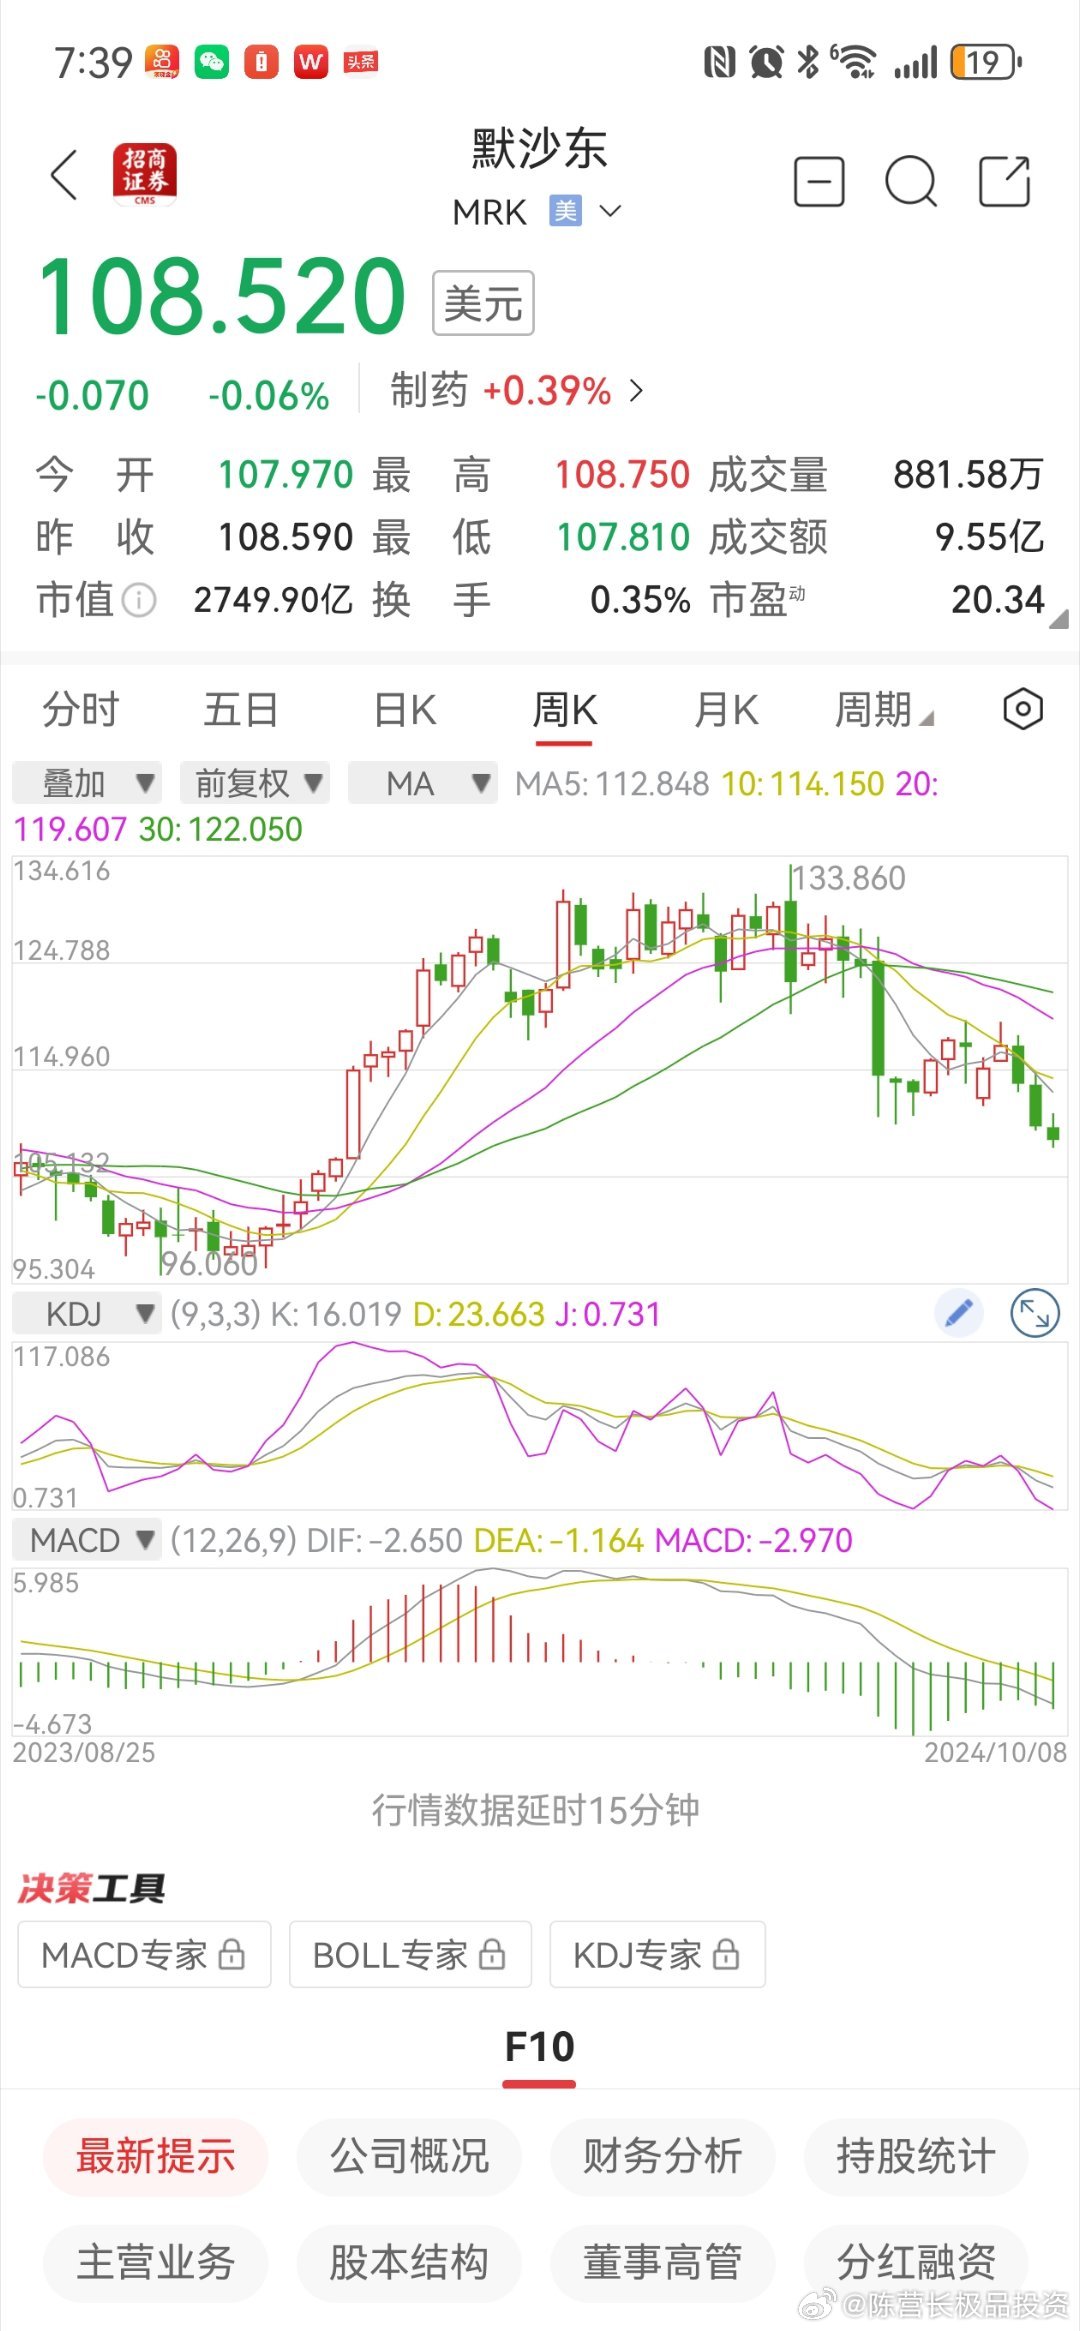 7:39 头条 6 19
招商
证券
CMS
默沙东
MRK 美
108.520 美元
-0.070 -0.06% 制药 +0.39%
今开 107.970 最高 108.750 成交量 881.58万
昨收 108.590 最低 107.810 成交额 9.55亿
市值 2749.90亿 换手 0.35% 市盈动 20.34
分时 五日 日K 周K 月K 周期
叠加 前复权 MA MA5:112.848 10:114.150 20:
119.607 30:122.050
134.616
133.860
124.788
114.960
105.132
96.060
95.304
KDJ (9,3,3) K:16.019 D:23.663 J:0.731
117.086
0.731
MACD (12,26,9) DIF:-2.650 DEA:-1.164 MACD:-2.970
5.985
-4.673
2023/08/25 2024/10/08
行情数据延时15分钟
决策工具
MACD专家 BOLL专家 KDJ专家
F10
最新提示 公司概况 财务分析 持股统计
主营业务 股本结构 董事高管 分红融资
@陈营长极品投资